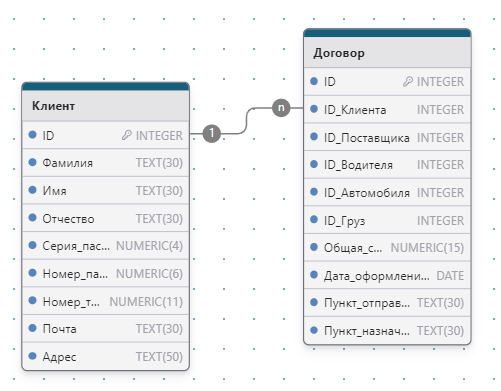 Клиент
ID INTEGER
Фамилия TEXT(30)
Имя TEXT(30)
Отчество TEXT(30)
Серия_пас... NUMERIC(4)
Номер_па... NUMERIC(6)
Номер_т... NUMERIC(11)
Почта TEXT(30)
Адрес TEXT(50)
1
n
Договор
ID INTEGER
ID_Клиента INTEGER
ID_Поставщика INTEGER
ID_Водителя INTEGER
ID_Автомобиля INTEGER
ID_Груз INTEGER
Общая_с... NUMERIC(15)
Дата_оформлени... DATE
Пункт_отправ... TEXT(30)
Пункт_назнач... TEXT(30)